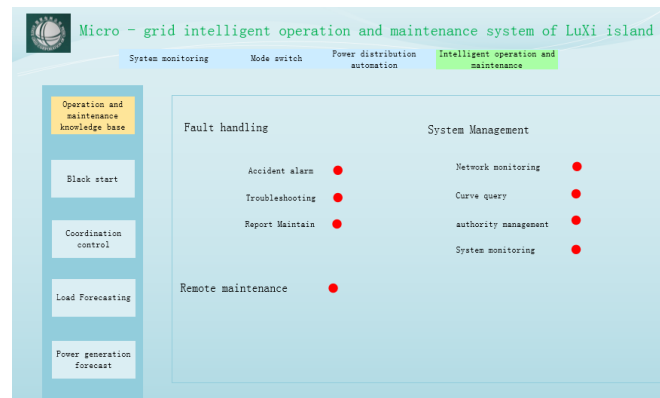 Micro - grid intelligent operation and maintenance system of LuXi island
System monitoring
Mode switch
Power distribution
automation
Intelligent operation and
maintenance
Operation and
maintenance
knowledge base
Black start
Coordination
control
Load Forecasting
Power generation
forecast
Fault handling
Accident alarm
Troubleshooting
Report Maintain
Remote maintenance
System Management
Network monitoring
Curve query
authority management
System monitoring